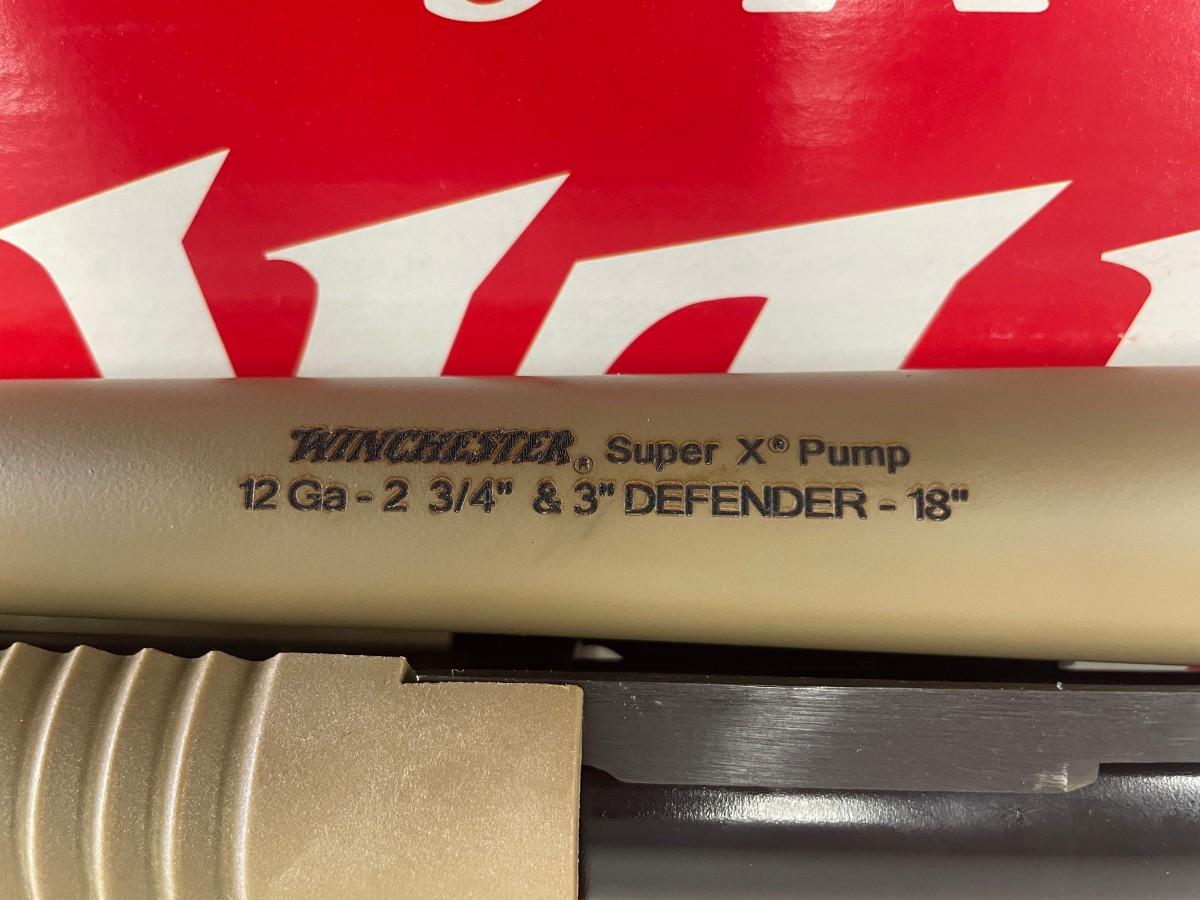 WINCHESTER® Super X® Pump
12 Ga - 2 3/4" & 3" DEFENDER - 18"